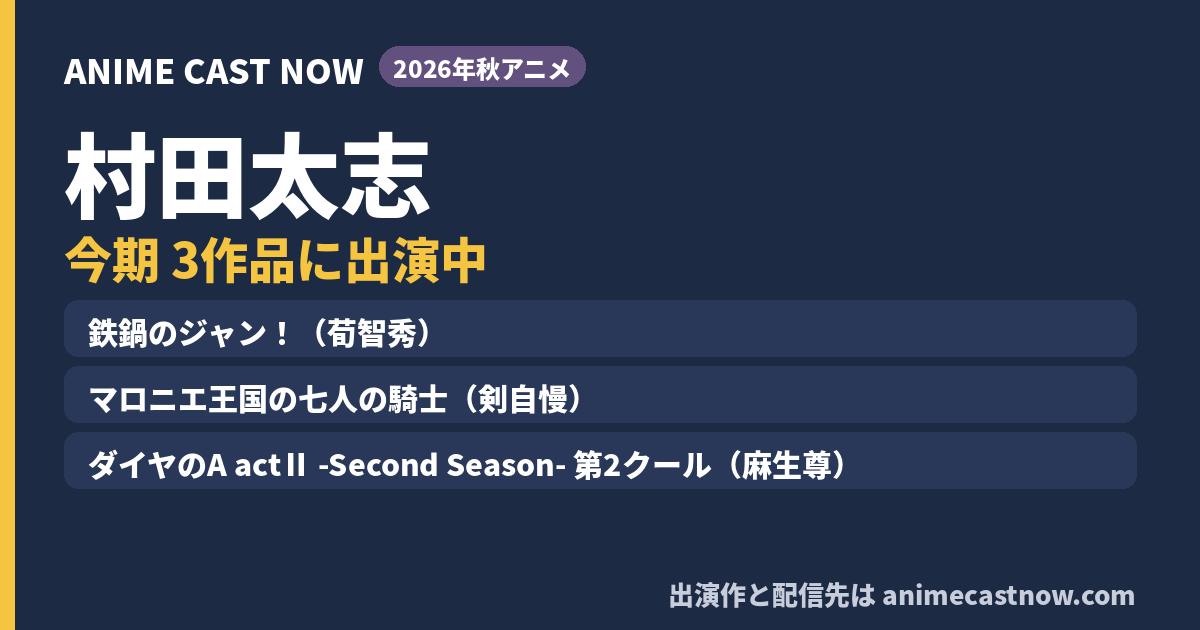 ANIME CAST NOW 2026年秋アニメ
村田太志
今期 3作品に出演中
鉄鍋のジャン！（荀智秀）
マロニエ王国の七人の騎士（剣自慢）
ダイヤのA actⅡ -Second Season- 第2クール（麻生尊）
出演作と配信先は animecastnow.com